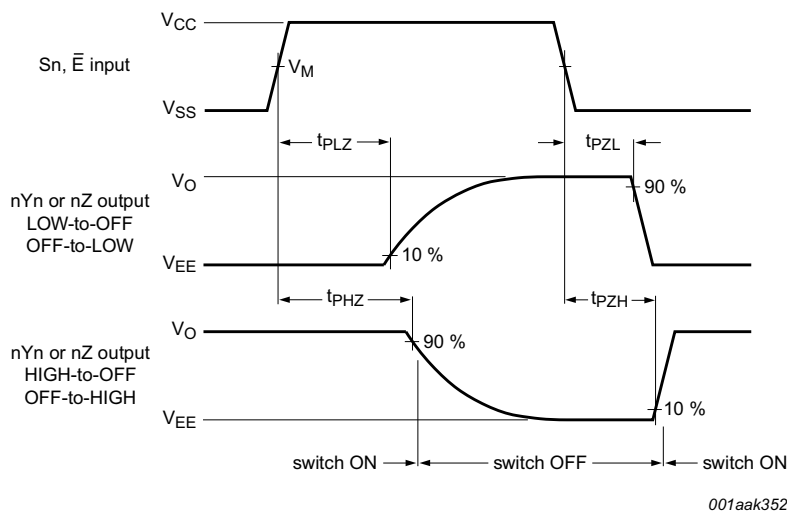 VCC
Sn, E̅ input
VM
VSS
tPLZ
tPZL
VO
nYn or nZ output
LOW-to-OFF
OFF-to-LOW
90 %
VEE
10 %
tPHZ
tPZH
VO
nYn or nZ output
HIGH-to-OFF
OFF-to-HIGH
90 %
10 %
VEE
switch ON
switch OFF
switch ON
001aak352